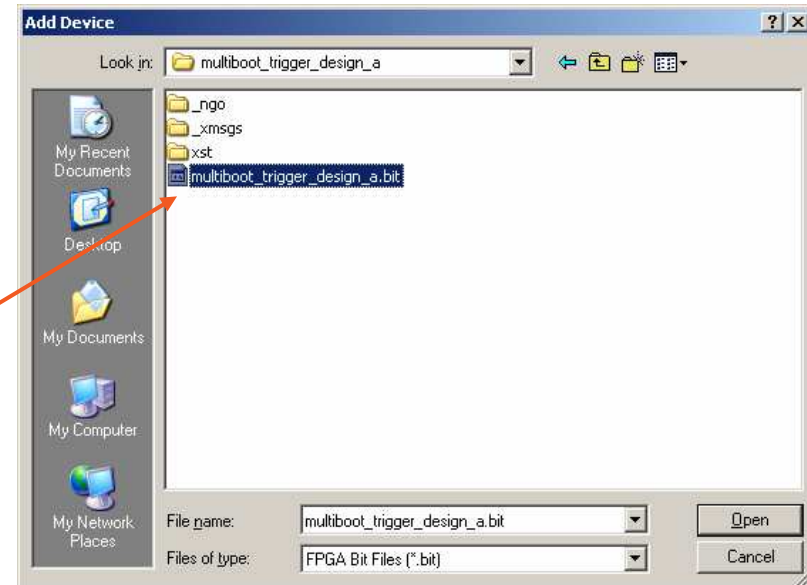 Add Device
Look in: multiboot_trigger_design_a
_ngo
_xmsgs
xst
multiboot_trigger_design_a.bit
My Recent
Documents
Desktop
My Documents
My Computer
My Network
Places
File name: multiboot_trigger_design_a.bit Open
Files of type: FPGA Bit Files (*.bit) Cancel